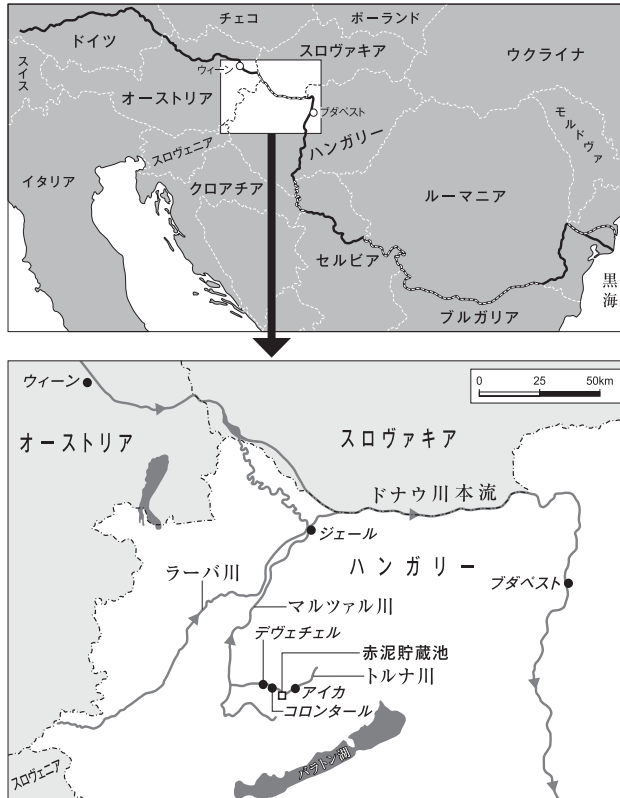 チェコ
ポーランド
ドイツ
スロヴァキア
ウクライナ
スイス
ウィーン
オーストリア
ブダペスト
モルドヴァ
ハンガリー
スロヴェニア
イタリア
クロアチア
ルーマニア
セルビア
黒海
ブルガリア
ウィーン
0 25 50km
オーストリア
スロヴァキア
ドナウ川本流
ジェール
ハンガリー
ラーバ川
ブダペスト
マルツァル川
デヴェチェル
赤泥貯蔵池
トルナ川
アイカ
コロンタール
スロヴェニア
バラトン湖